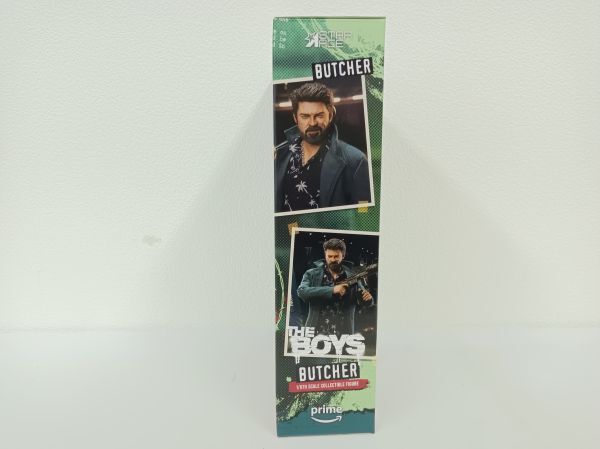 STAR
ACE
BUTCHER
THE
BOYS
BUTCHER
1/6TH SCALE COLLECTIBLE FIGURE
prime